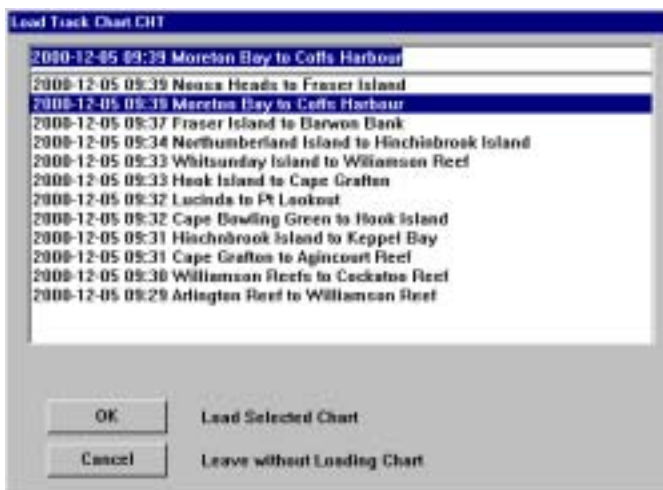 Load Track Chart.CHT
2000-12-05 09:39 Moreton Bay to Coffs Harbour
2000-12-05 09:39 Noosa Heads to Fraser Island
2000-12-05 09:39 Moreton Bay to Coffs Harbour
2000-12-05 09:37 Fraser Island to Barwon Bank
2000-12-05 09:34 Northumberland Island to Hinchinbrook Island
2000-12-05 09:33 Whitsunday Island to Wiliamson Reef
2000-12-05 09:33 Hook Island to Cape Grafton
2000-12-05 09:32 Lucinda to Pt Lookout
2000-12-05 09:32 Cape Bowling Green to Hook Island
2000-12-05 09:31 Hinchnbrook Island to Keppel Bay
2000-12-05 09:31 Cape Grafton to Agincourt Reef
2000-12-05 09:30 Williamson Reefs to Cockatoo Reef
2000-12-05 09:29 Arlington Reef to Williamson Reef
OK Load Selected Chart
Cancel Leave without Loading Chart